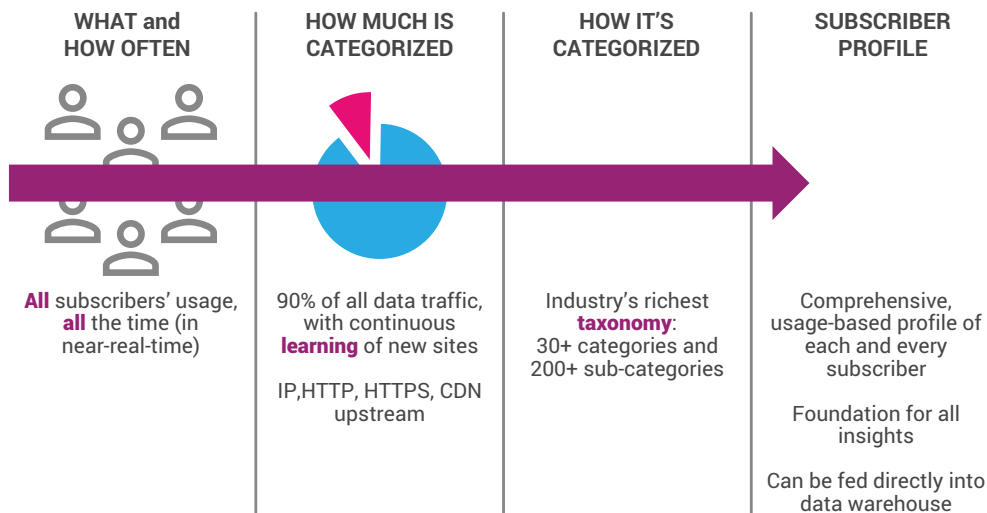 WHAT and
HOW OFTEN
All subscribers’ usage,
all the time (in
near-real-time)
HOW MUCH IS
CATEGORIZED
90% of all data traffic,
with continuous
learning of new sites
IP,HTTP, HTTPS, CDN
upstream
HOW IT’S
CATEGORIZED
Industry’s richest
taxonomy:
30+ categories and
200+ sub-categories
SUBSCRIBER
PROFILE
Comprehensive,
usage-based profile of
each and every
subscriber
Foundation for all
insights
Can be fed directly into
data warehouse